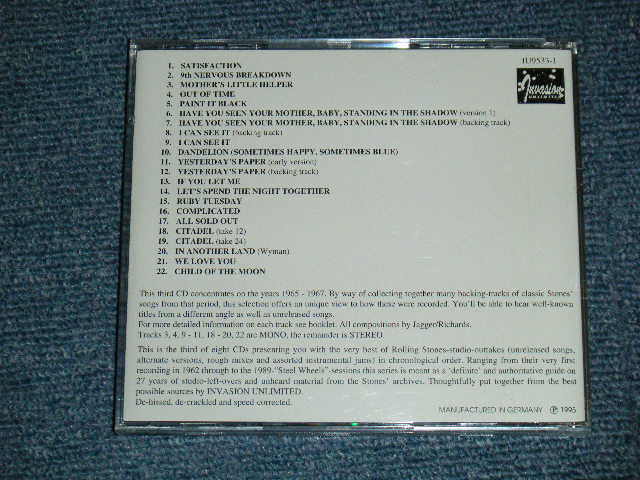 IU9533-1
Invasion
UNLIMITED
1. SATISFACTION
2. 9th NERVOUS BREAKDOWN
3. MOTHER'S LITTLE HELPER
4. OUT OF TIME
5. PAINT IT BLACK
6. HAVE YOU SEEN YOUR MOTHER, BABY, STANDING IN THE SHADOW (version 1)
7. HAVE YOU SEEN YOUR MOTHER, BABY, STANDING IN THE SHADOW (backing track)
8. I CAN SEE IT (backing track)
9. I CAN SEE IT
10. DANDELION (SOMETIMES HAPPY, SOMETIMES BLUE)
11. YESTERDAY'S PAPER (early version)
12. YESTERDAY'S PAPER (backing track)
13. IF YOU LET ME
14. LET'S SPEND THE NIGHT TOGETHER
15. RUBY TUESDAY
16. COMPLICATED
17. ALL SOLD OUT
18. CITADEL (take 12)
19. CITADEL (take 24)
20. IN ANOTHER LAND (Wyman)
21. WE LOVE YOU
22. CHILD OF THE MOON
This third CD concentrates on the years 1965 - 1967. By way of collecting together many backing-tracks of classic Stones'
songs from that period, this selection offers an unique view to how these were recorded. You'll be able to hear well-known
titles from a different angle as well as unreleased songs.
For more detailed information on each track see booklet. All compositions by Jagger/Richards.
Tracks 3, 4, 9 - 11, 18 - 20, 22 are MONO, the remainder is STEREO.
This is the third of eight CDs presenting you with the very best of Rolling Stones-studio-outtakes (unreleased songs,
alternate versions, rough mixes and assorted instrumental jams) in chronological order. Ranging from their very first
recording in 1962 through to the 1989-"Steel Wheels"-sessions this series is meant as a 'definite' and authoritative guide on
27 years of studio-left-overs and unheard material from the Stones' archives. Thoughtfully put together from the best
possible sources by INVASION UNLIMITED.
De-hissed, de-crackled and speed-corrected.
MANUFACTURED IN GERMANY ℗ 1995